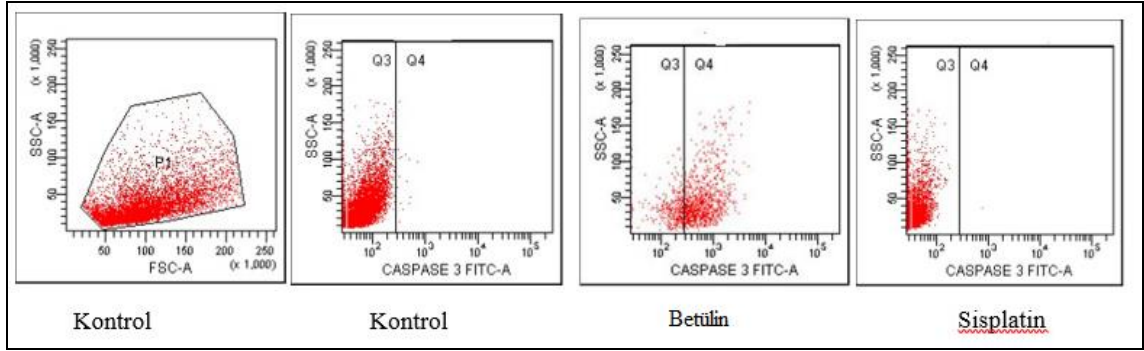 SSC-A
(x 1,000)
50 100 150 200 250
P1
50 100 150 200 250
FSC-A
(x 1,000)
Kontrol
SSC-A
(x 1,000)
50 100 150 200 250
Q3 Q4
10² 10³ 10⁴ 10⁵
CASPASE 3 FITC-A
Kontrol
SSC-A
(x 1,000)
50 100 150 200 250
Q3 Q4
10² 10³ 10⁴ 10⁵
CASPASE 3 FITC-A
Betülin
SSC-A
(x 1,000)
50 100 150 200 250
Q3 Q4
10² 10³ 10⁴ 10⁵
CASPASE 3 FITC-A
Sisplatin